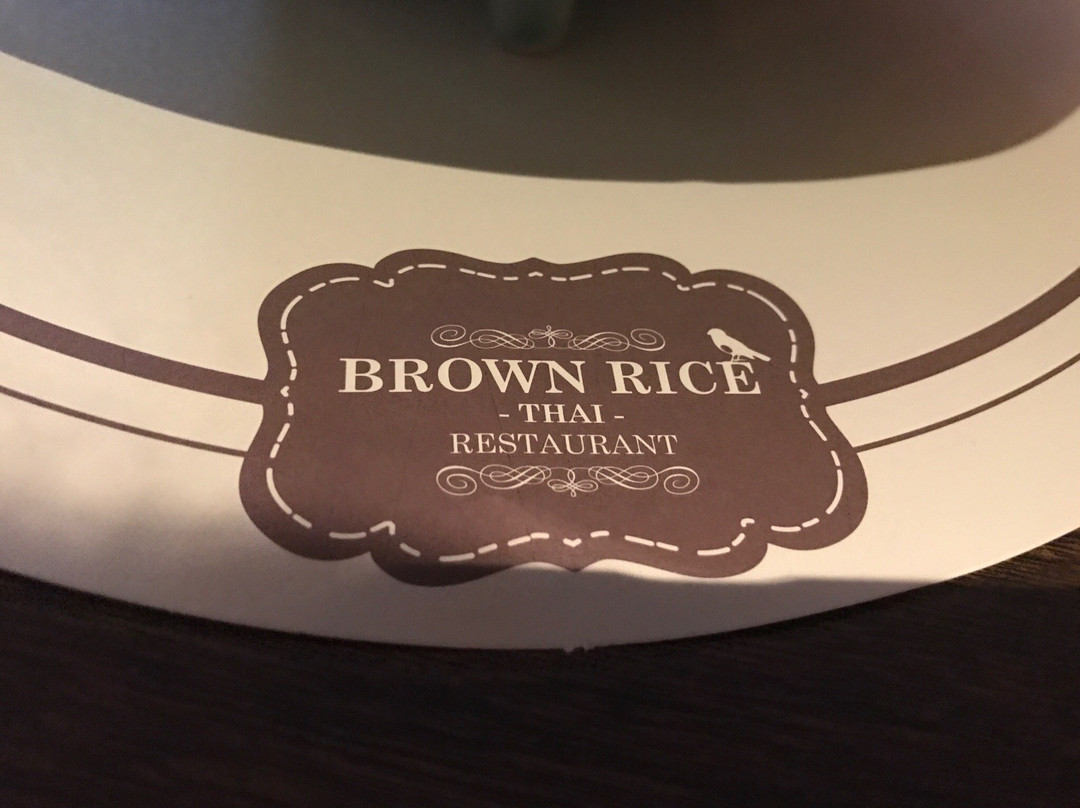 BROWN RICE
- THAI -
RESTAURANT